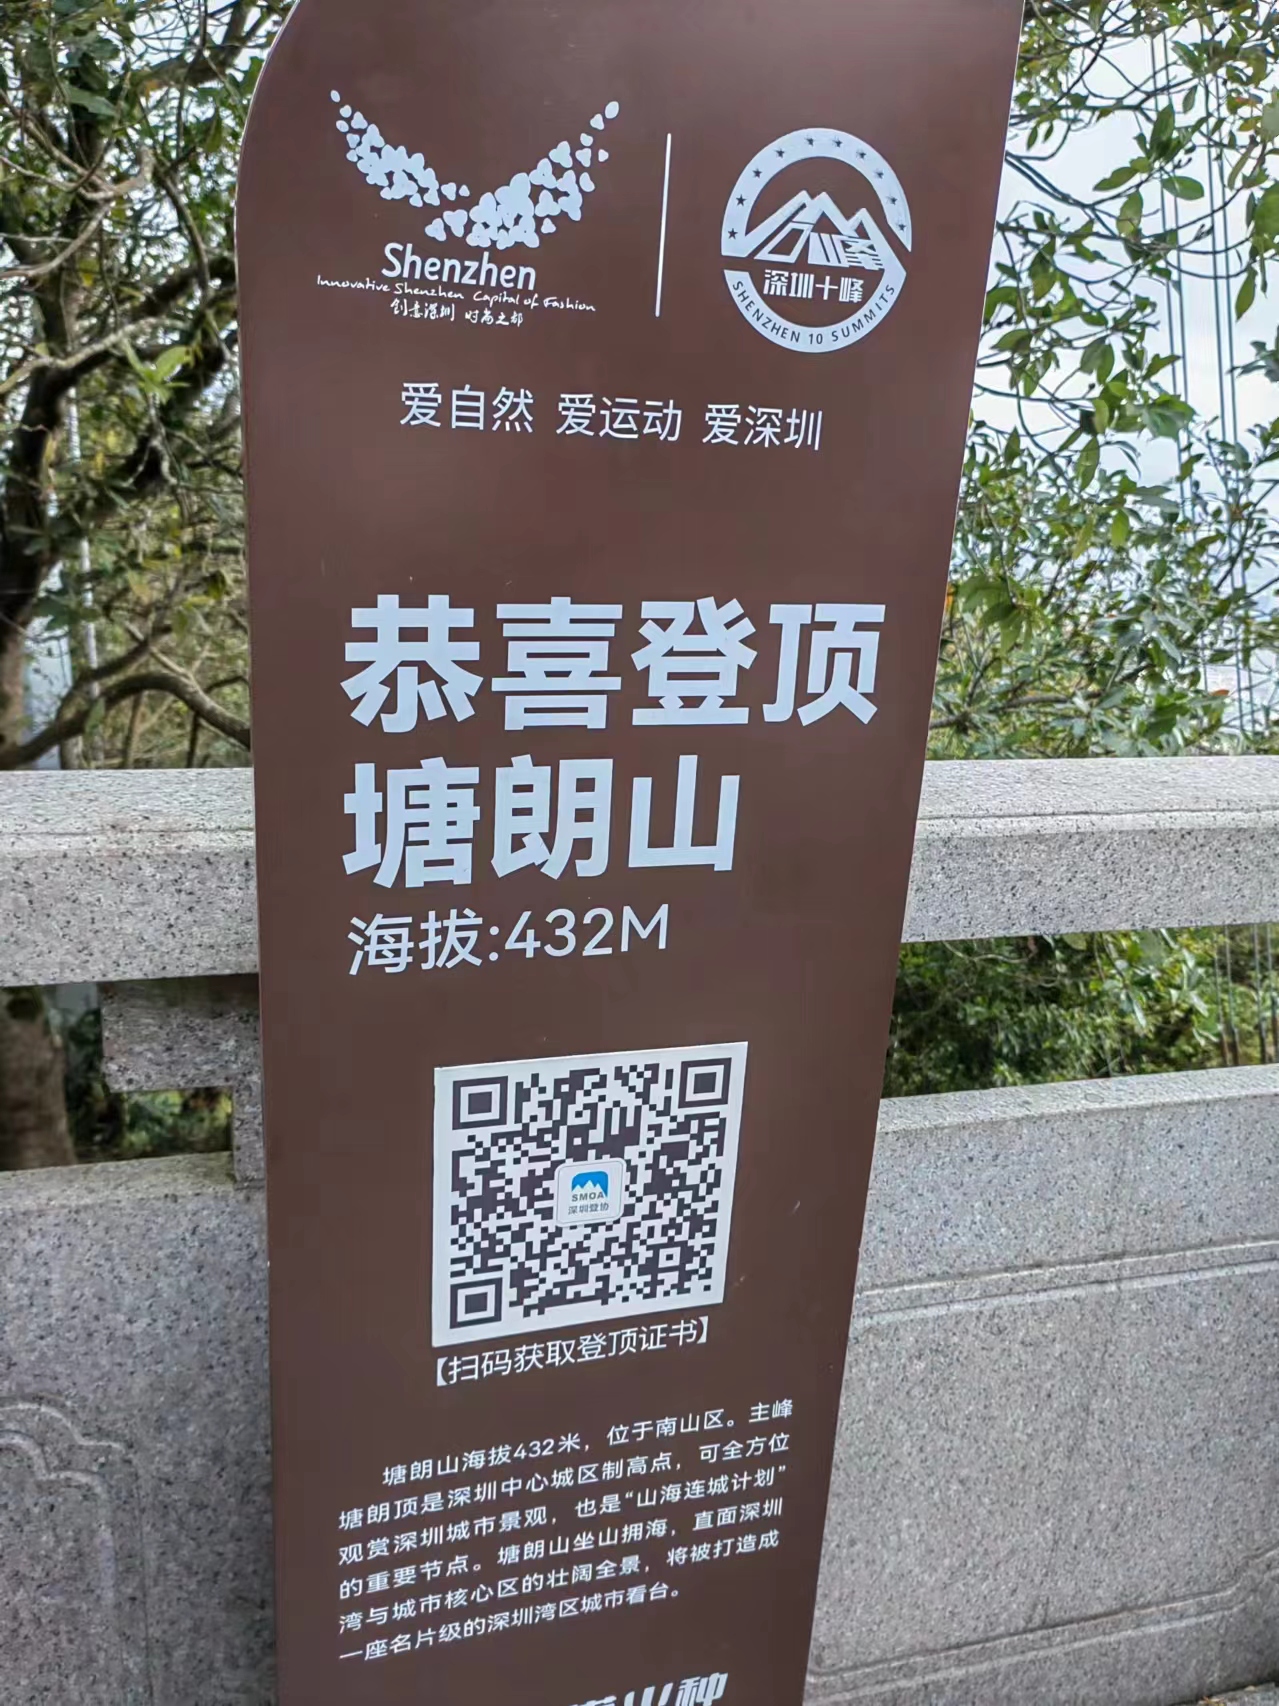 Shenzhen
Innovative Shenzhen Capital of Fashion
创意深圳 时尚之都
深圳十峰
SHENZHEN 10 SUMMITS
爱自然 爱运动 爱深圳
恭喜登顶
塘朗山
海拔:432M
SMOA
深圳登协
【扫码获取登顶证书】
塘朗山海拔432米，位于南山区。主峰
塘朗顶是深圳中心城区制高点，可全方位
观赏深圳城市景观，也是“山海连城计划”
的重要节点。塘朗山坐山拥海，直面深圳
湾与城市核心区的壮阔全景，将被打造成
一座名片级的深圳湾区城市看台。